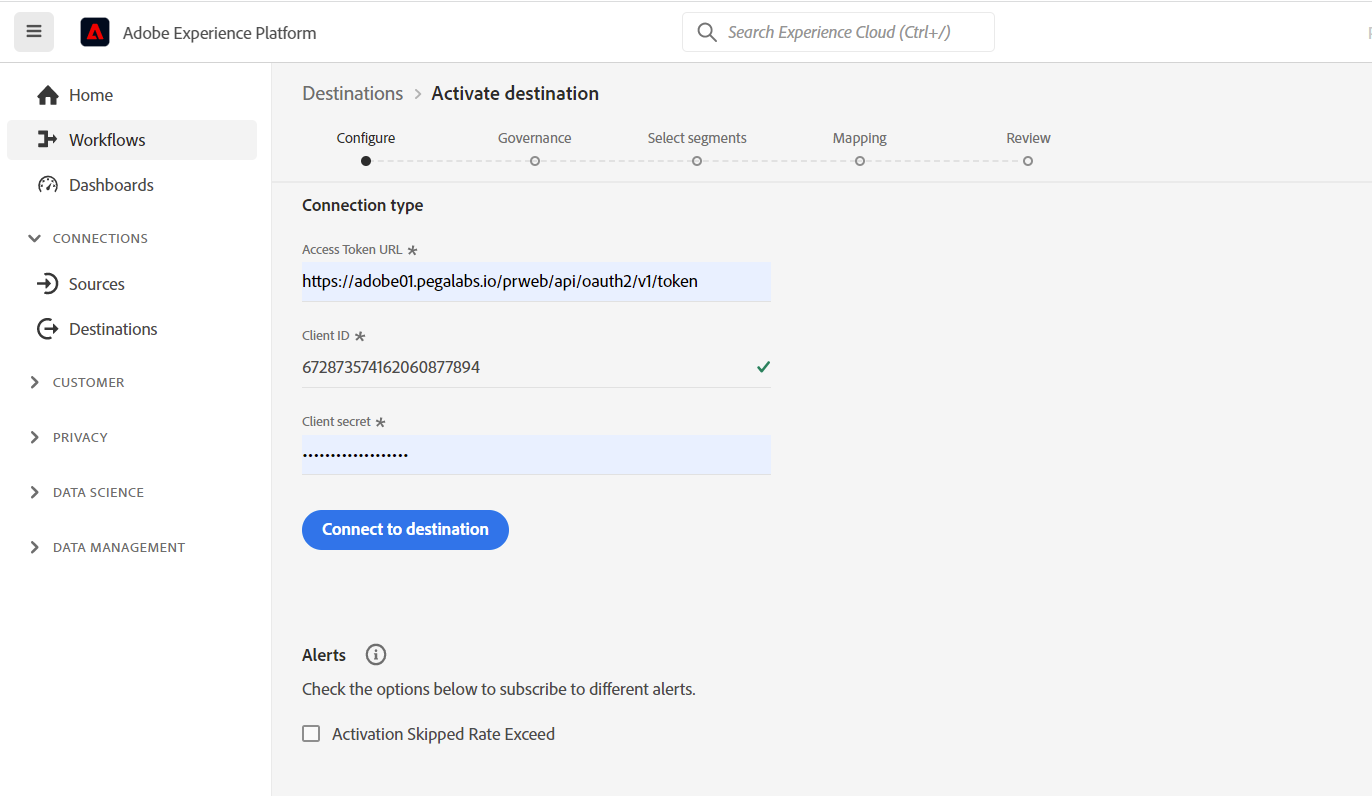 Adobe Experience Platform
Search Experience Cloud (Ctrl+/)
Home
Workflows
Dashboards
CONNECTIONS
Sources
Destinations
CUSTOMER
PRIVACY
DATA SCIENCE
DATA MANAGEMENT
Destinations > Activate destination
Configure Governance Select segments Mapping Review
Connection type
Access Token URL *
https://adobe01.pegalabs.io/prweb/api/oauth2/v1/token
Client ID *
672873574162060877894
Client secret *
•••••••••••••••••••
Connect to destination
Alerts
Check the options below to subscribe to different alerts.
Activation Skipped Rate Exceed